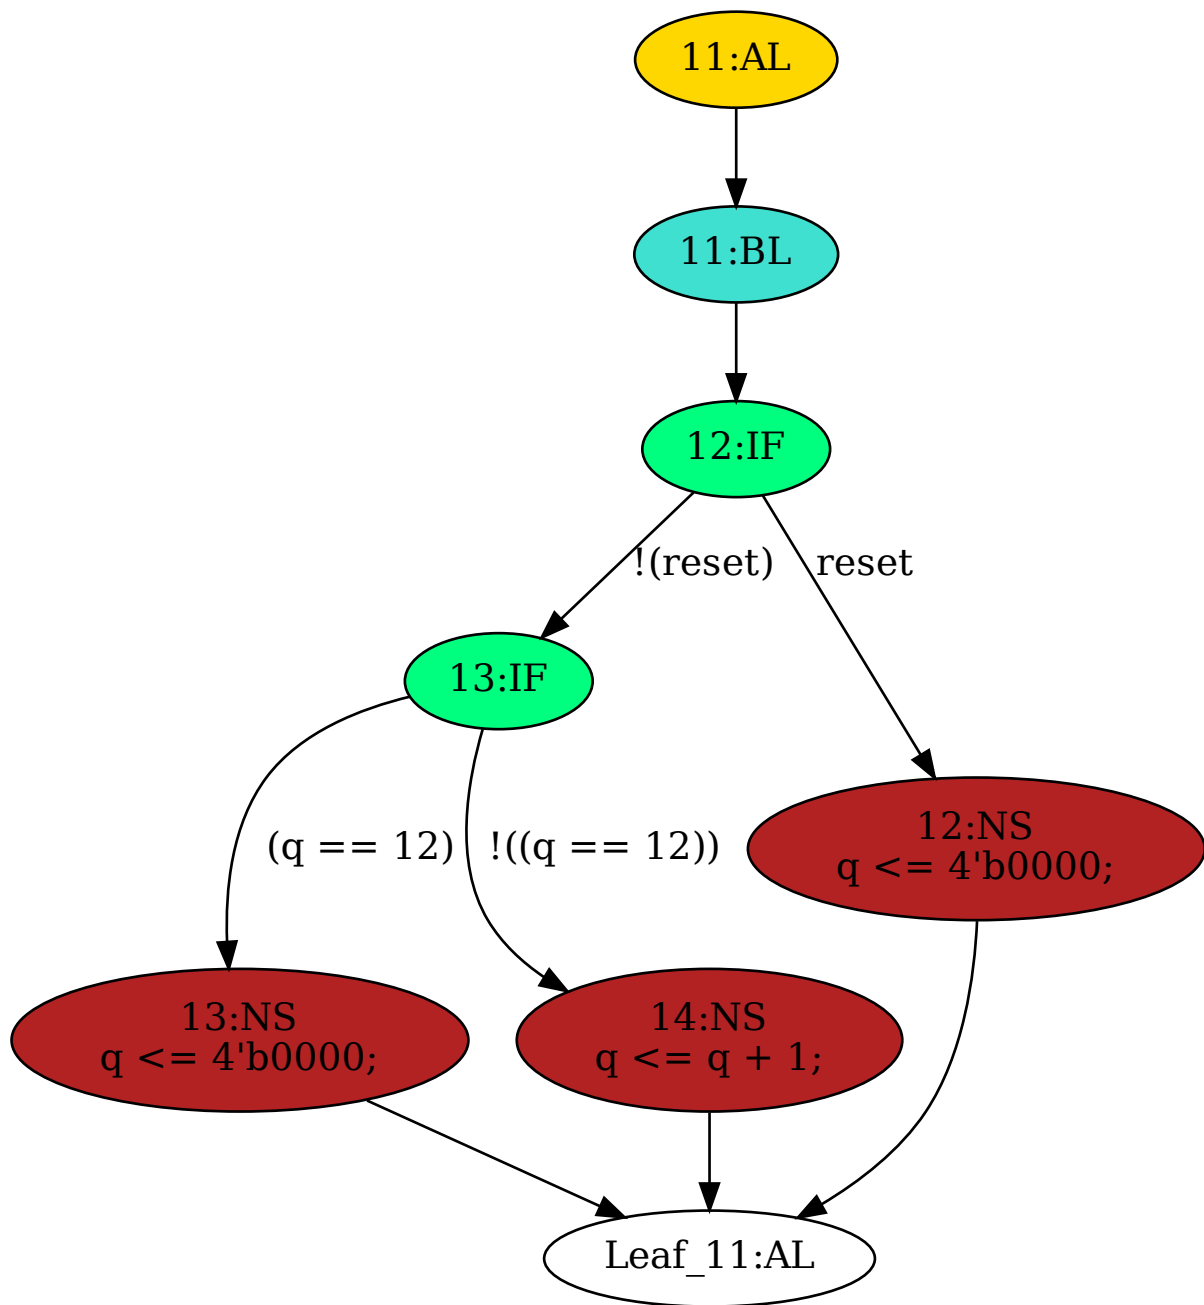 11:AL
11:BL
12:IF
!(reset)
reset
13:IF
(q == 12)
!((q == 12))
12:NS
q <= 4'b0000;
13:NS
q <= 4'b0000;
14:NS
q <= q + 1;
Leaf_11:AL